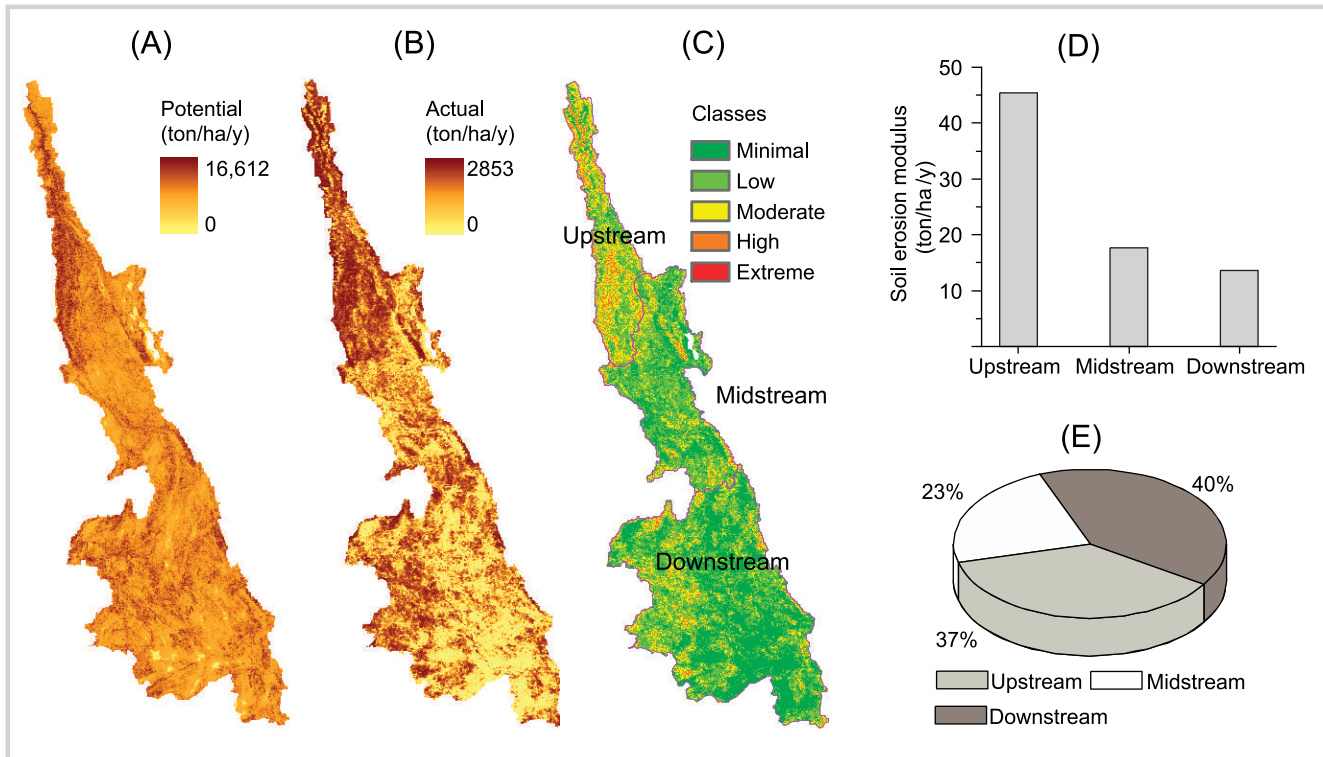 (A)
Potential
(ton/ha/y)
16,612
0
(B)
Actual
(ton/ha/y)
2853
0
(C)
Classes
Minimal
Low
Moderate
High
Extreme
Upstream
Midstream
Downstream
(D)
Soil erosion modulus
(ton/ha /y)
50
40
30
20
10
Upstream
Midstream
Downstream
(E)
23%
40%
37%
Upstream
Midstream
Downstream